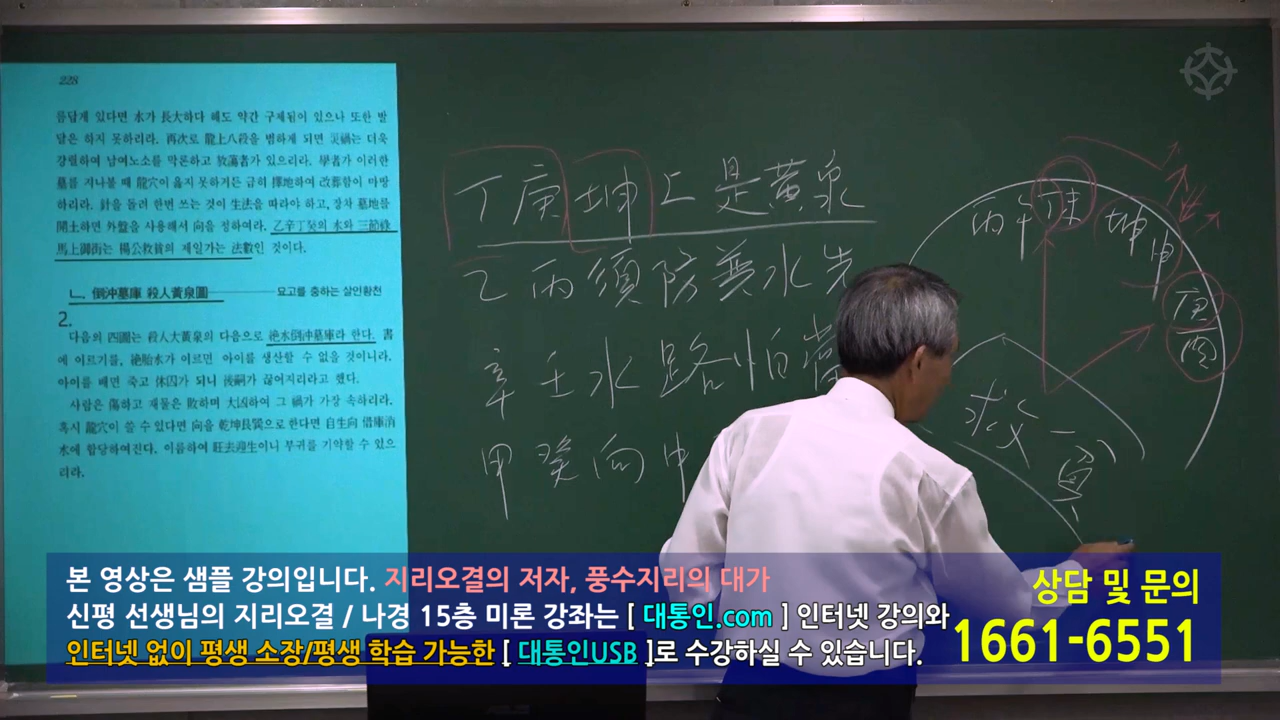 228
름답게 있다면 水가 長大하다 해도 약간 구제됨이 있으나 또한 발
달은 하지 못하리라. 再次로 龍上八殺을 범하게 되면 災禍는 더욱
강렬하여 남여노소를 막론하고 敎蕩者가 있으리라. 學者가 이러한
墓를 지나볼 때 龍穴이 옳지 못하거든 급히 擇地하여 改葬함이 마땅
하리라. 針을 돌려 한번 쓰는 것이 生法을 따라야 하고, 장차 墓地를
開土하면 外盤을 사용해서 向을 정하여라. 乙辛丁癸의 水와 三節祿
馬上御街는 楊公救貧의 제일가는 法數인 것이다.
ㄴ. 倒沖墓庫 殺人黃泉圖 묘고를 충하는 살인황천
2.
다음의 四圖는 殺人大黃泉의 다음으로 絶水倒沖墓庫라 한다. 書
에 이르기를, 絶胎水가 이르면 아이를 생산할 수 없을 것이니라.
아이를 배면 죽고 休囚가 되니 後嗣가 끊어지리라고 했다.
사람은 傷하고 재물은 敗하며 大凶하여 그 禍가 가장 속하리라.
혹시 龍穴이 쓸 수 있다면 向을 乾坤艮巽으로 한다면 自生向 借庫消
水에 합당하여진다. 이름하여 旺去迎生이니 부귀를 기약할 수 있으
리라.
丁庚坤上是黃泉
乙丙須防巽水先
辛壬水路怕當
甲癸向中
丙午丁未坤申庚酉
救貧
본 영상은 샘플 강의입니다. 지리오결의 저자, 풍수지리의 대가
신평 선생님의 지리오결 / 나경 15층 미론 강좌는 [ 대통인.com ] 인터넷 강의와
인터넷 없이 평생 소장/평생 학습 가능한 [ 대통인USB ]로 수강하실 수 있습니다.
상담 및 문의
1661-6551